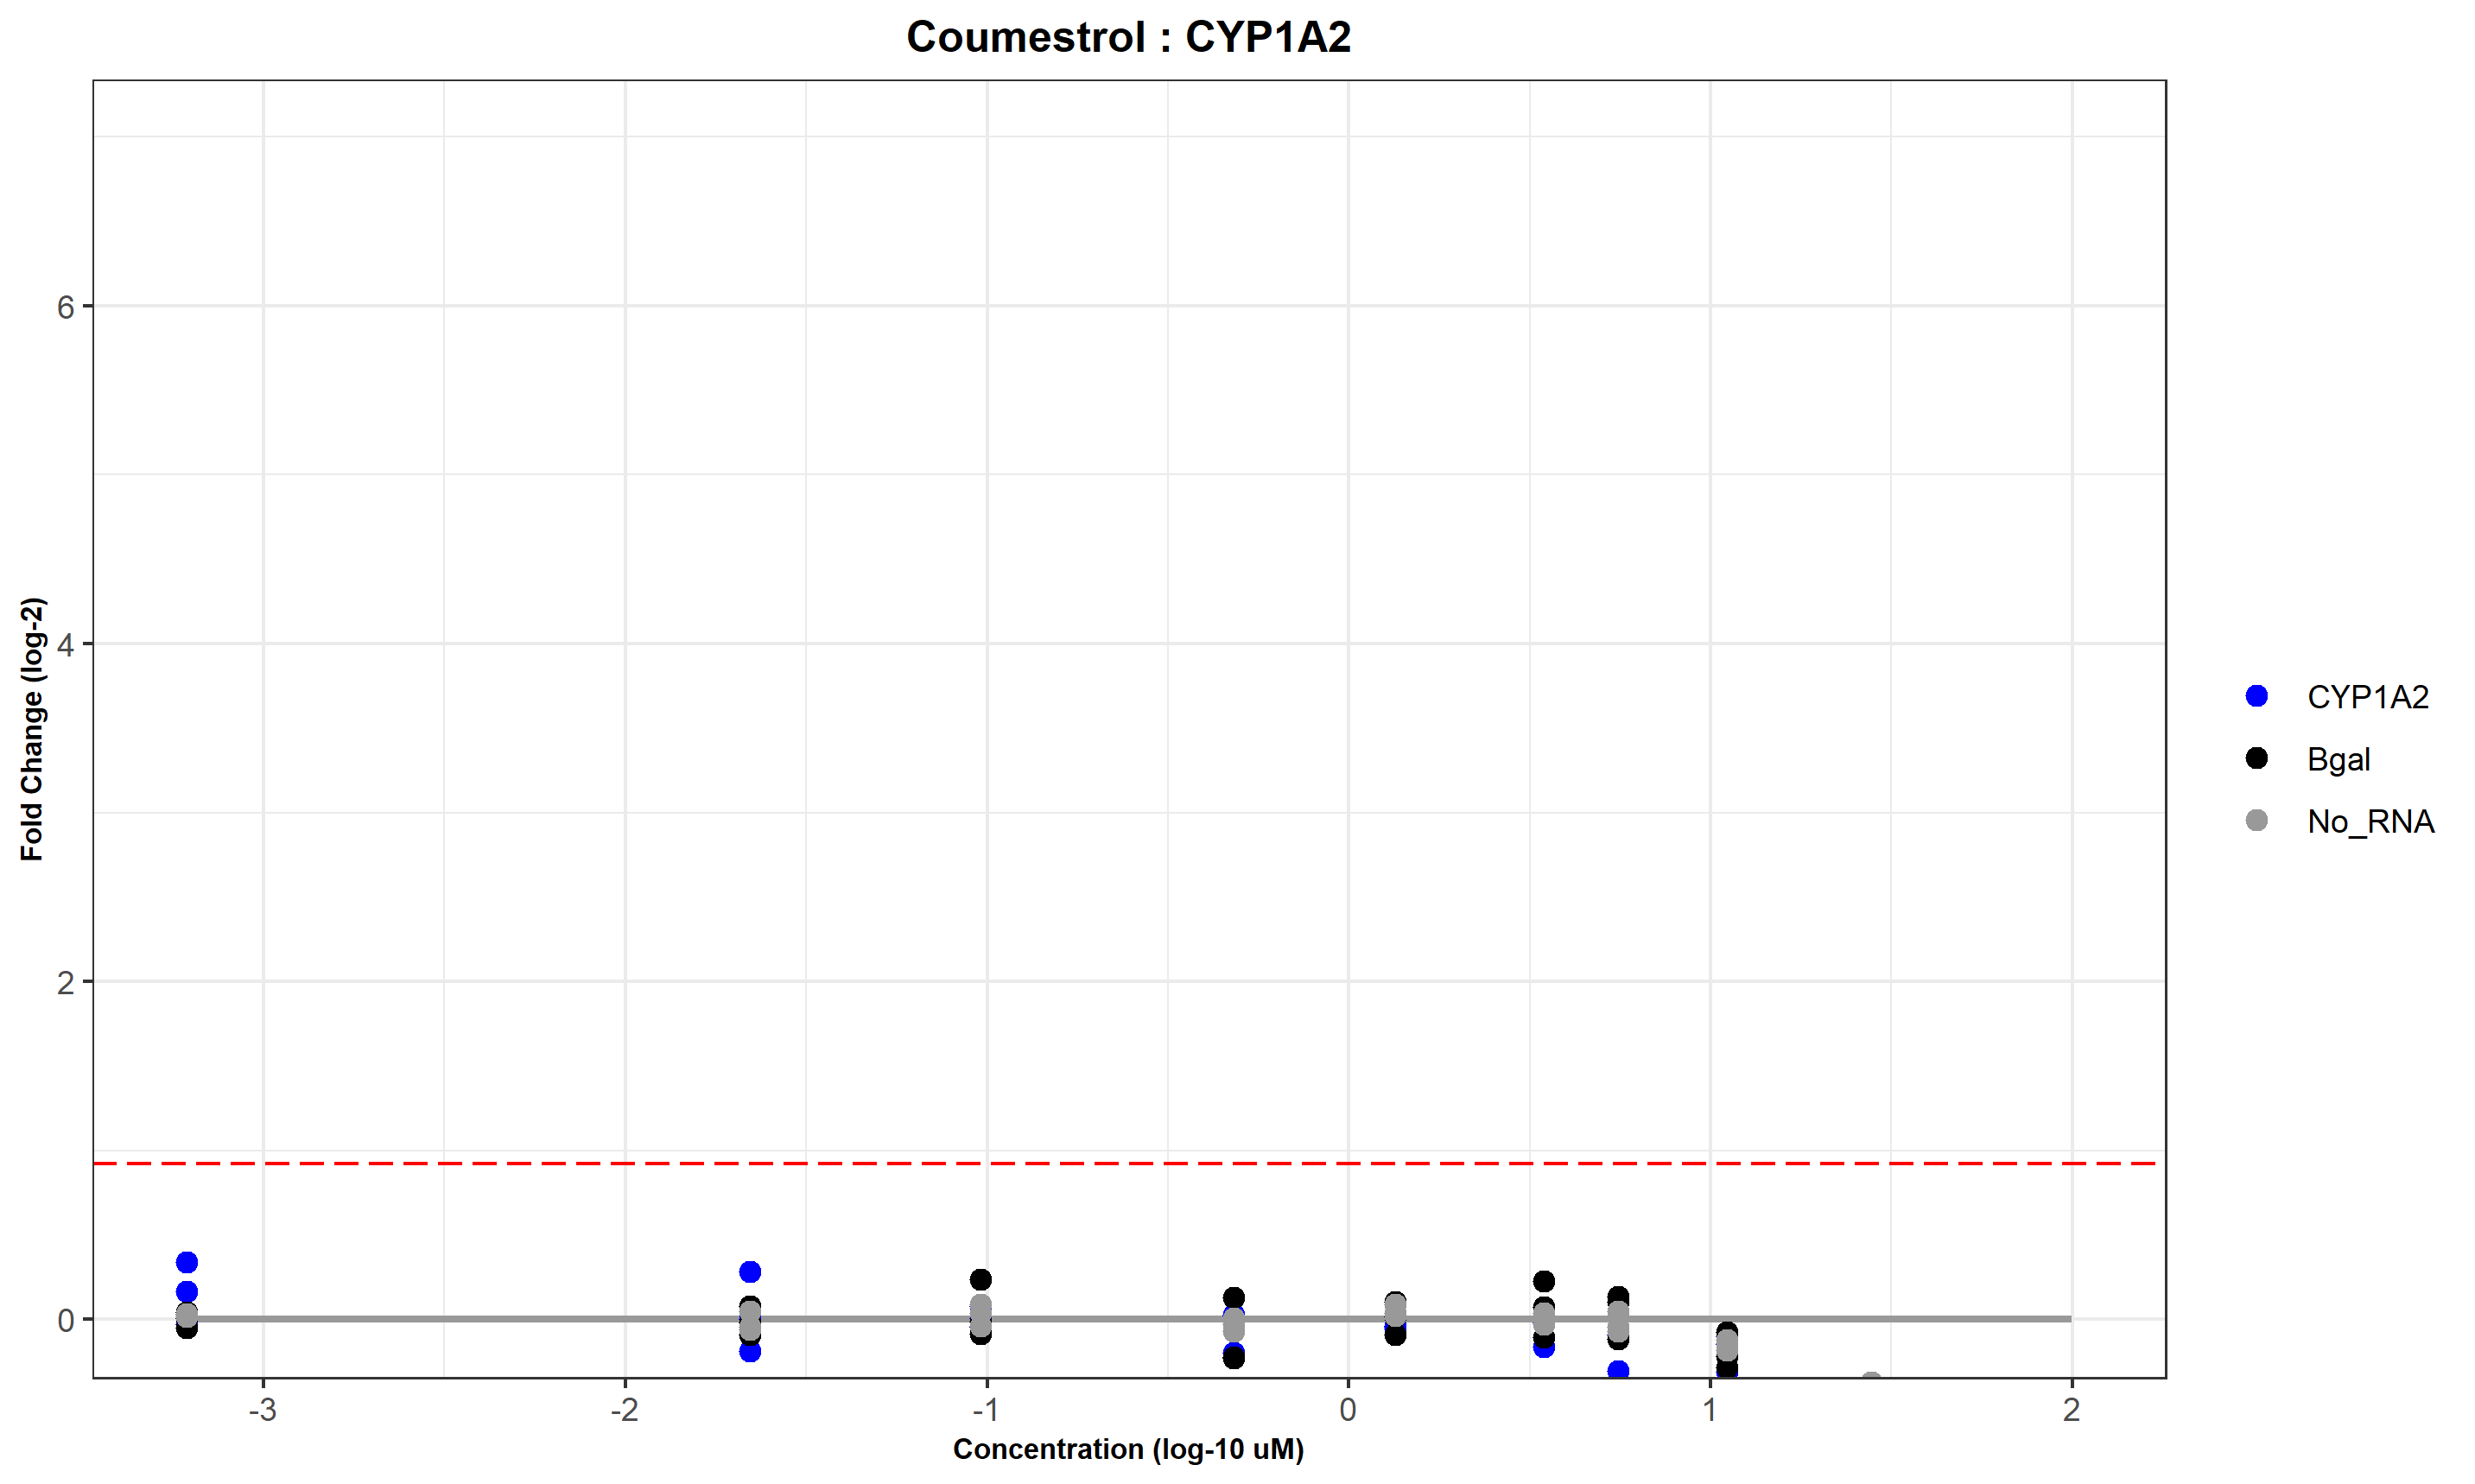 Coumestrol : CYP1A2
Fold Change (log-2)
6
4
2
0
-3
-2
-1
0
1
2
Concentration (log-10 uM)
CYP1A2
Bgal
No_RNA